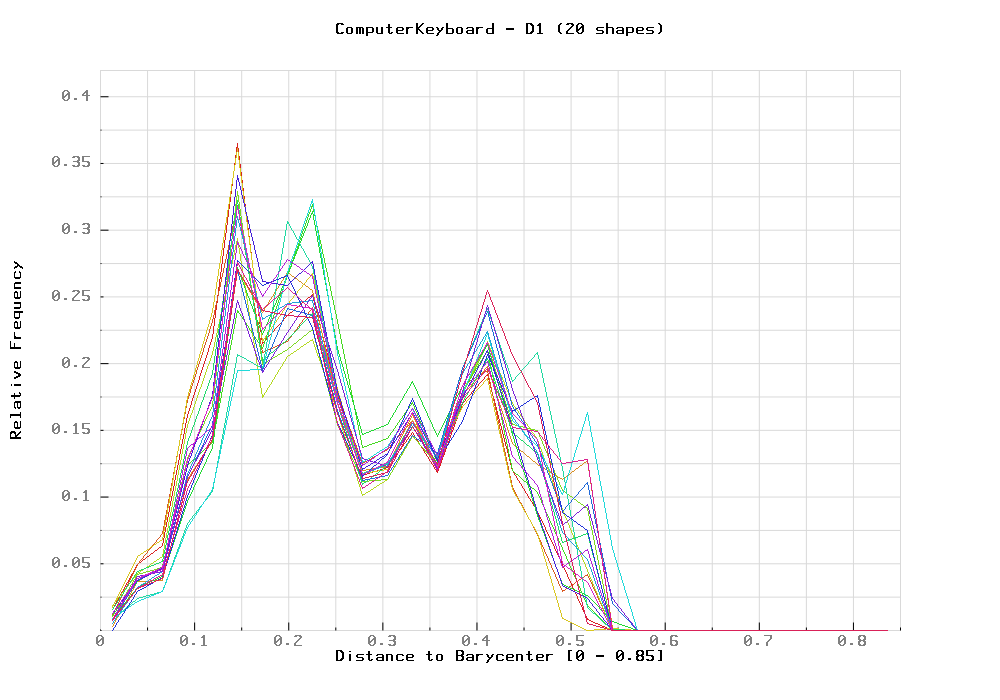 ComputerKeyboard - D1 (20 shapes)
0.4
0.35
0.3
0.25
0.2
0.15
0.1
0.05
Relative Frequency
0 0.1 0.2 0.3 0.4 0.5 0.6 0.7 0.8
Distance to Barycenter [0 - 0.85]